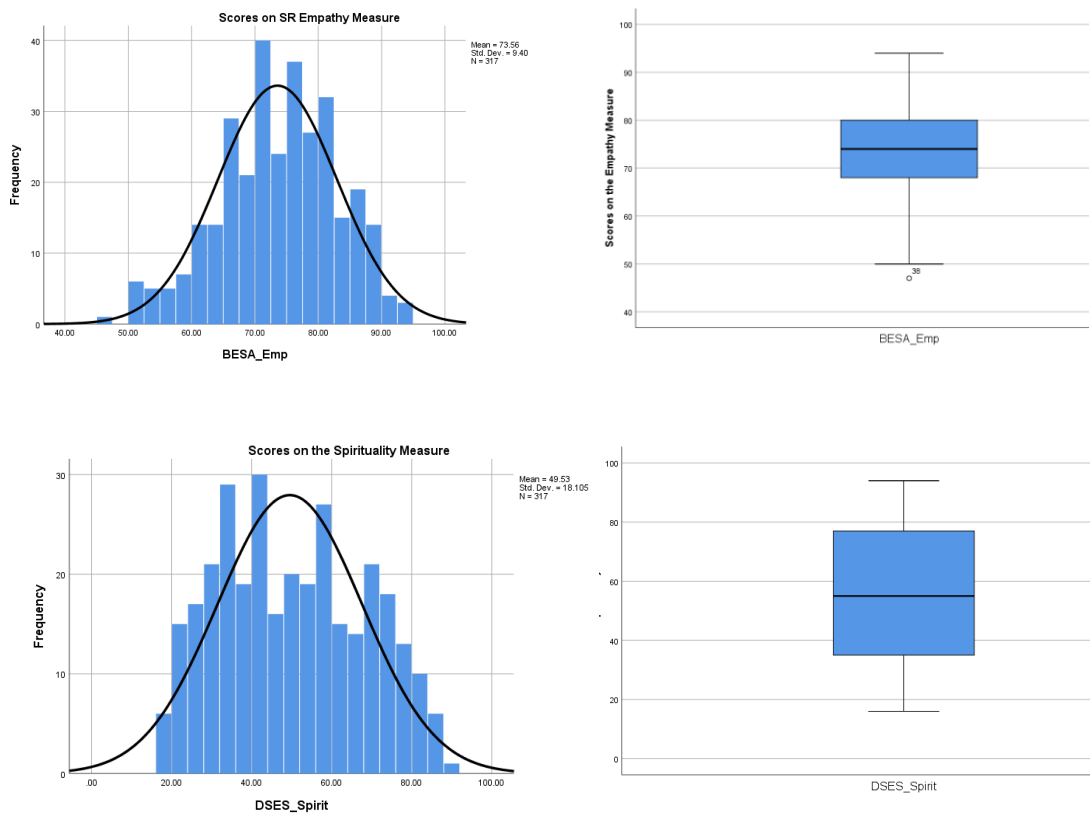 Scores on SR Empathy Measure
Mean = 73.56
Std. Dev. = 9.40
N = 317
Frequency
40
30
20
10
0
40.00 50.00 60.00 70.00 80.00 90.00 100.00
BESA_Emp
Scores on the Empathy Measure
100
90
80
70
60
50
40
38
BESA_Emp
Scores on the Spirituality Measure
Mean = 49.53
Std. Dev. = 18.105
N = 317
Frequency
30
20
10
0
.00 20.00 40.00 60.00 80.00 100.00
DSES_Spirit
100
80
60
40
20
0
DSES_Spirit